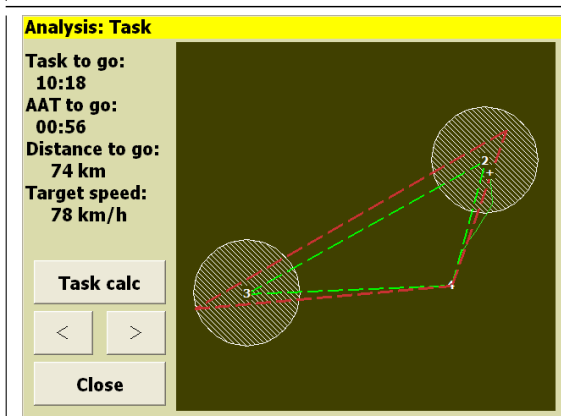 Analysis: Task
Task to go:
10:18
AAT to go:
00:56
Distance to go:
74 km
Target speed:
78 km/h
2
+
3
4
Task calc
< >
Close